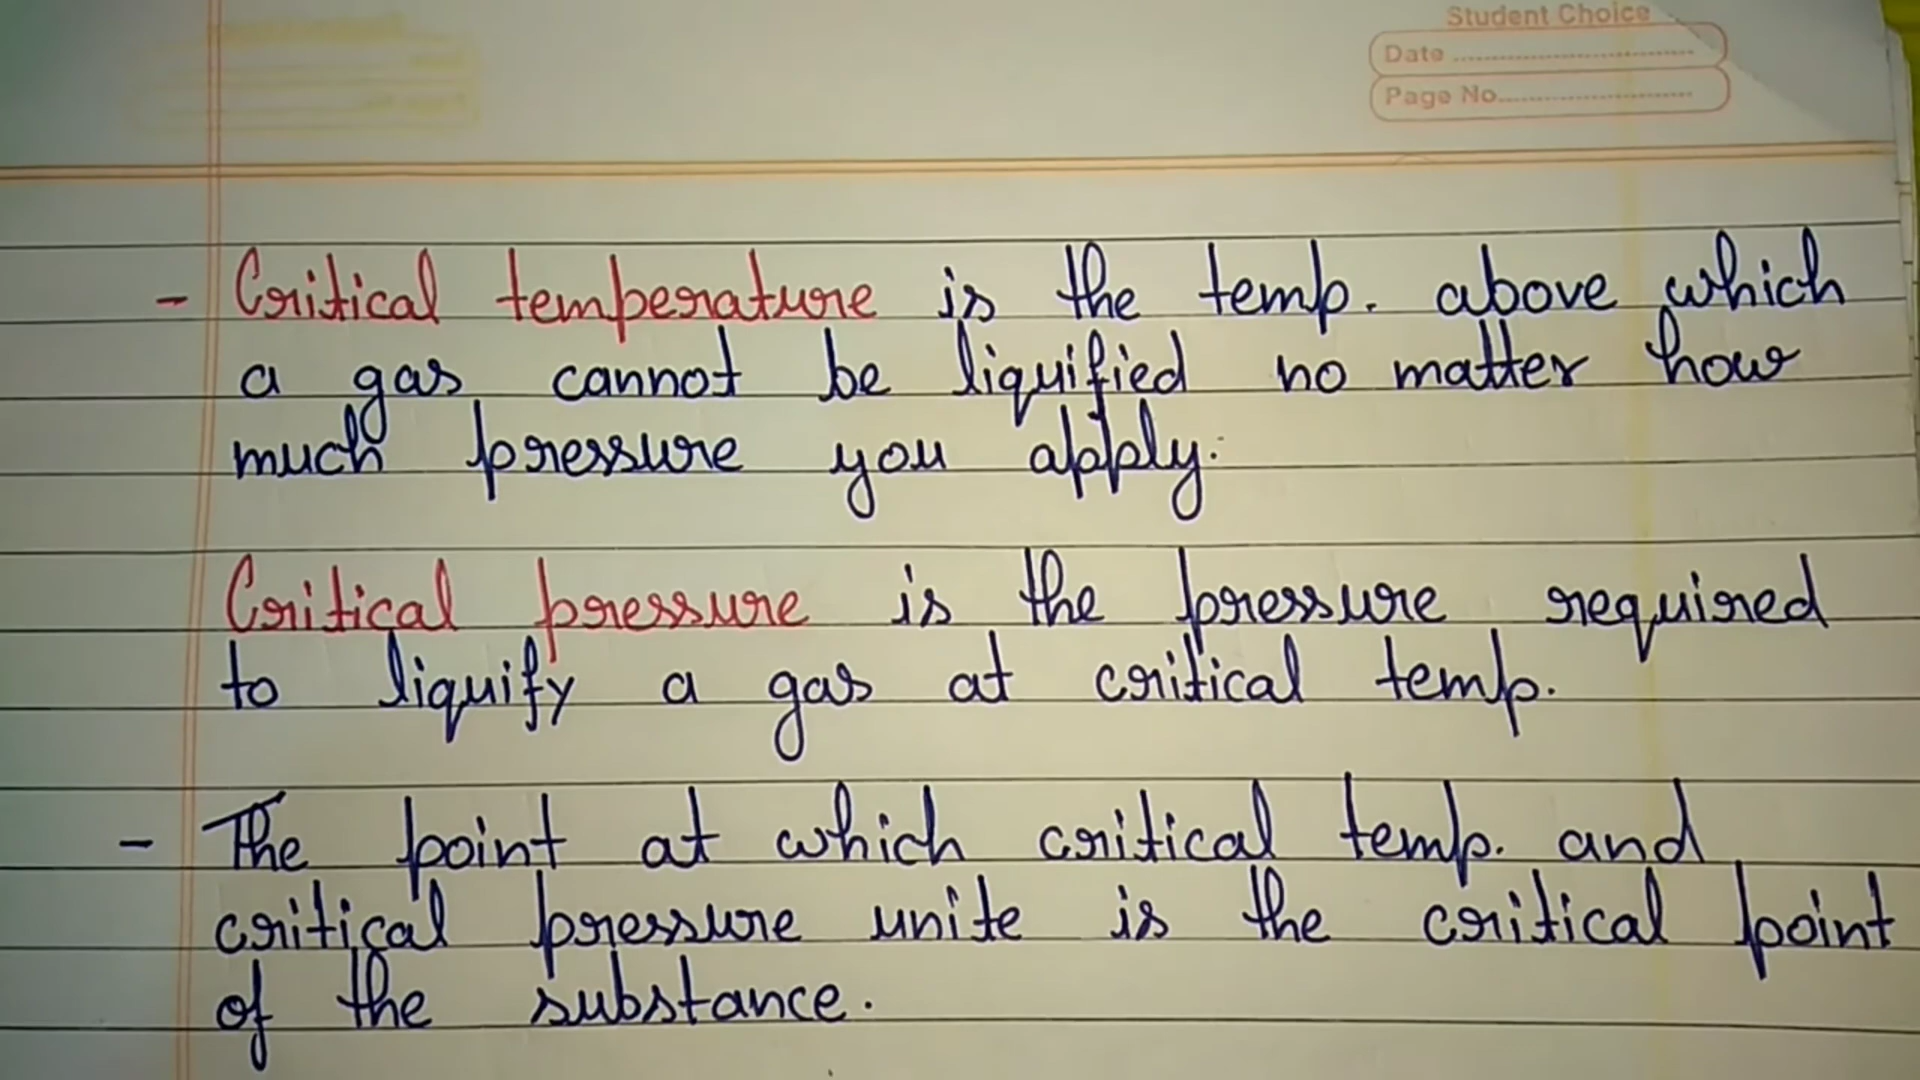 Student Choice
Date
Page No.
- Critical temperature is the temp. above which
a gas cannot be liquified no matter how
much pressure you apply.
Critical pressure is the pressure required
to liquify a gas at critical temp.
- The point at which critical temp. and
critical pressure unite is the critical point
of the substance.